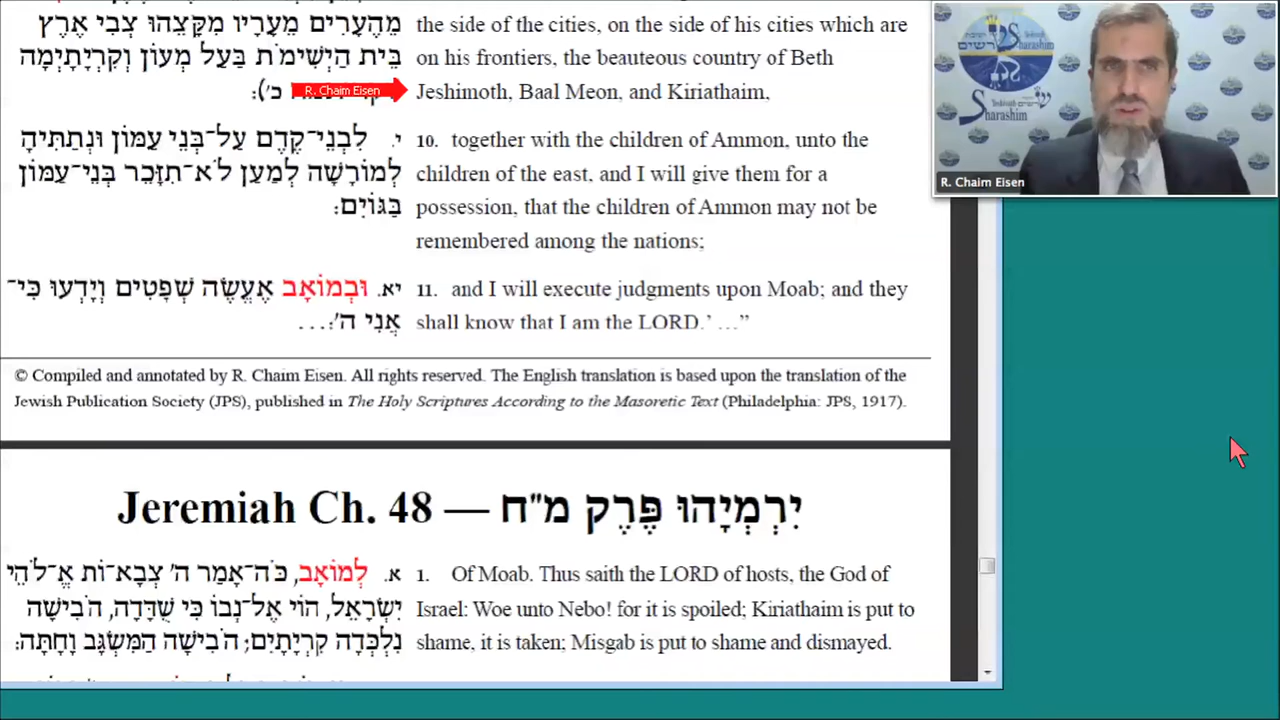 מֵהֶעָרִים מֵעָרָיו מִקָּצֵהוּ צְבִי אֶרֶץ
בֵּית הַיְשִׁימֹת בַּעַל מְעוֹן וְקִרְיָתָיְמָה
כ'):
the side of the cities, on the side of his cities which are
on his frontiers, the beauteous country of Beth
R. Chaim Eisen
Jeshimoth, Baal Meon, and Kiriathaim,
י. לִבְנֵי־קֶדֶם עַל־בְּנֵי עַמּוֹן וּנְתַתִּיהָ
לְמוֹרָשָׁה לְמַעַן לֹא־תִזָּכֵר בְּנֵי־עַמּוֹן
בַּגּוֹיִם:
10. together with the children of Ammon, unto the
children of the east, and I will give them for a
possession, that the children of Ammon may not be
remembered among the nations;
יא. וּבְמוֹאָב אֶעֱשֶׂה שְׁפָטִים וְיָדְעוּ כִּי־
אֲנִי ה':...
11. and I will execute judgments upon Moab; and they
shall know that I am the LORD.’ …”
© Compiled and annotated by R. Chaim Eisen. All rights reserved. The English translation is based upon the translation of the
Jewish Publication Society (JPS), published in The Holy Scriptures According to the Masoretic Text (Philadelphia: JPS, 1917).
Jeremiah Ch. 48 — יִרְמְיָהוּ פֶּרֶק מ"ח
א. לְמוֹאָב, כֹּה־אָמַר ה' צְבָא־וֹת אֱ־לֹהֵי
יִשְׂרָאֵל, הוֹי אֶל־נְבוֹ כִּי שֻׁדָּדָה, הֹבִישָׁה
נִלְכְּדָה קִרְיָתָיִם; הֹבִישָׁה הַמִּשְׂגָּב וָחָתָּה:
1. Of Moab. Thus saith the LORD of hosts, the God of
Israel: Woe unto Nebo! for it is spoiled; Kiriathaim is put to
shame, it is taken; Misgab is put to shame and dismayed.
Sharashim
Yeshivath
Sharashim
R. Chaim Eisen